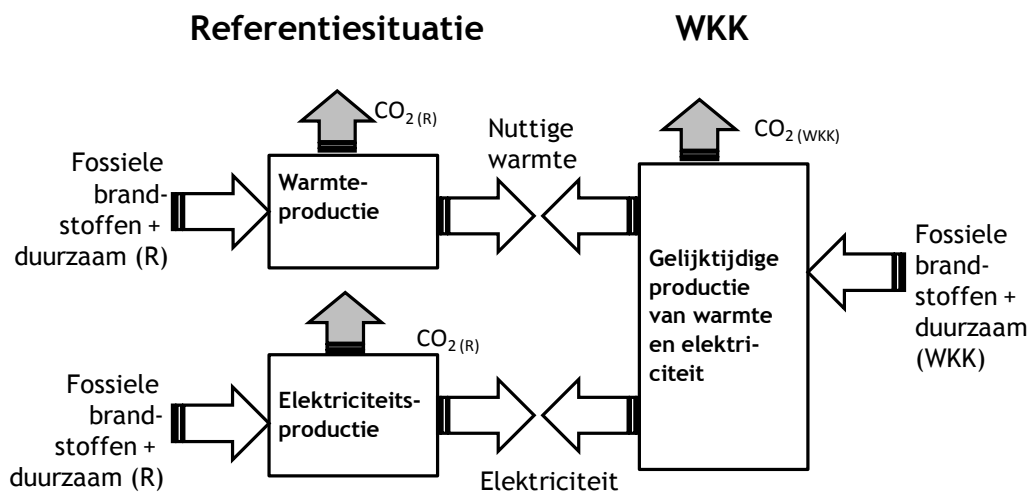 Referentiesituatie
WKK
CO2 (R)
Nuttige
warmte
CO2 (WKK)
Fossiele
brand-
stoffen +
duurzaam (R)
Warmte-
productie
Gelijktijdige
productie
van warmte
en elektri-
citeit
Fossiele
brand-
stoffen +
duurzaam
(WKK)
CO2 (R)
Fossiele
brand-
stoffen +
duurzaam (R)
Elektriciteits-
productie
Elektriciteit